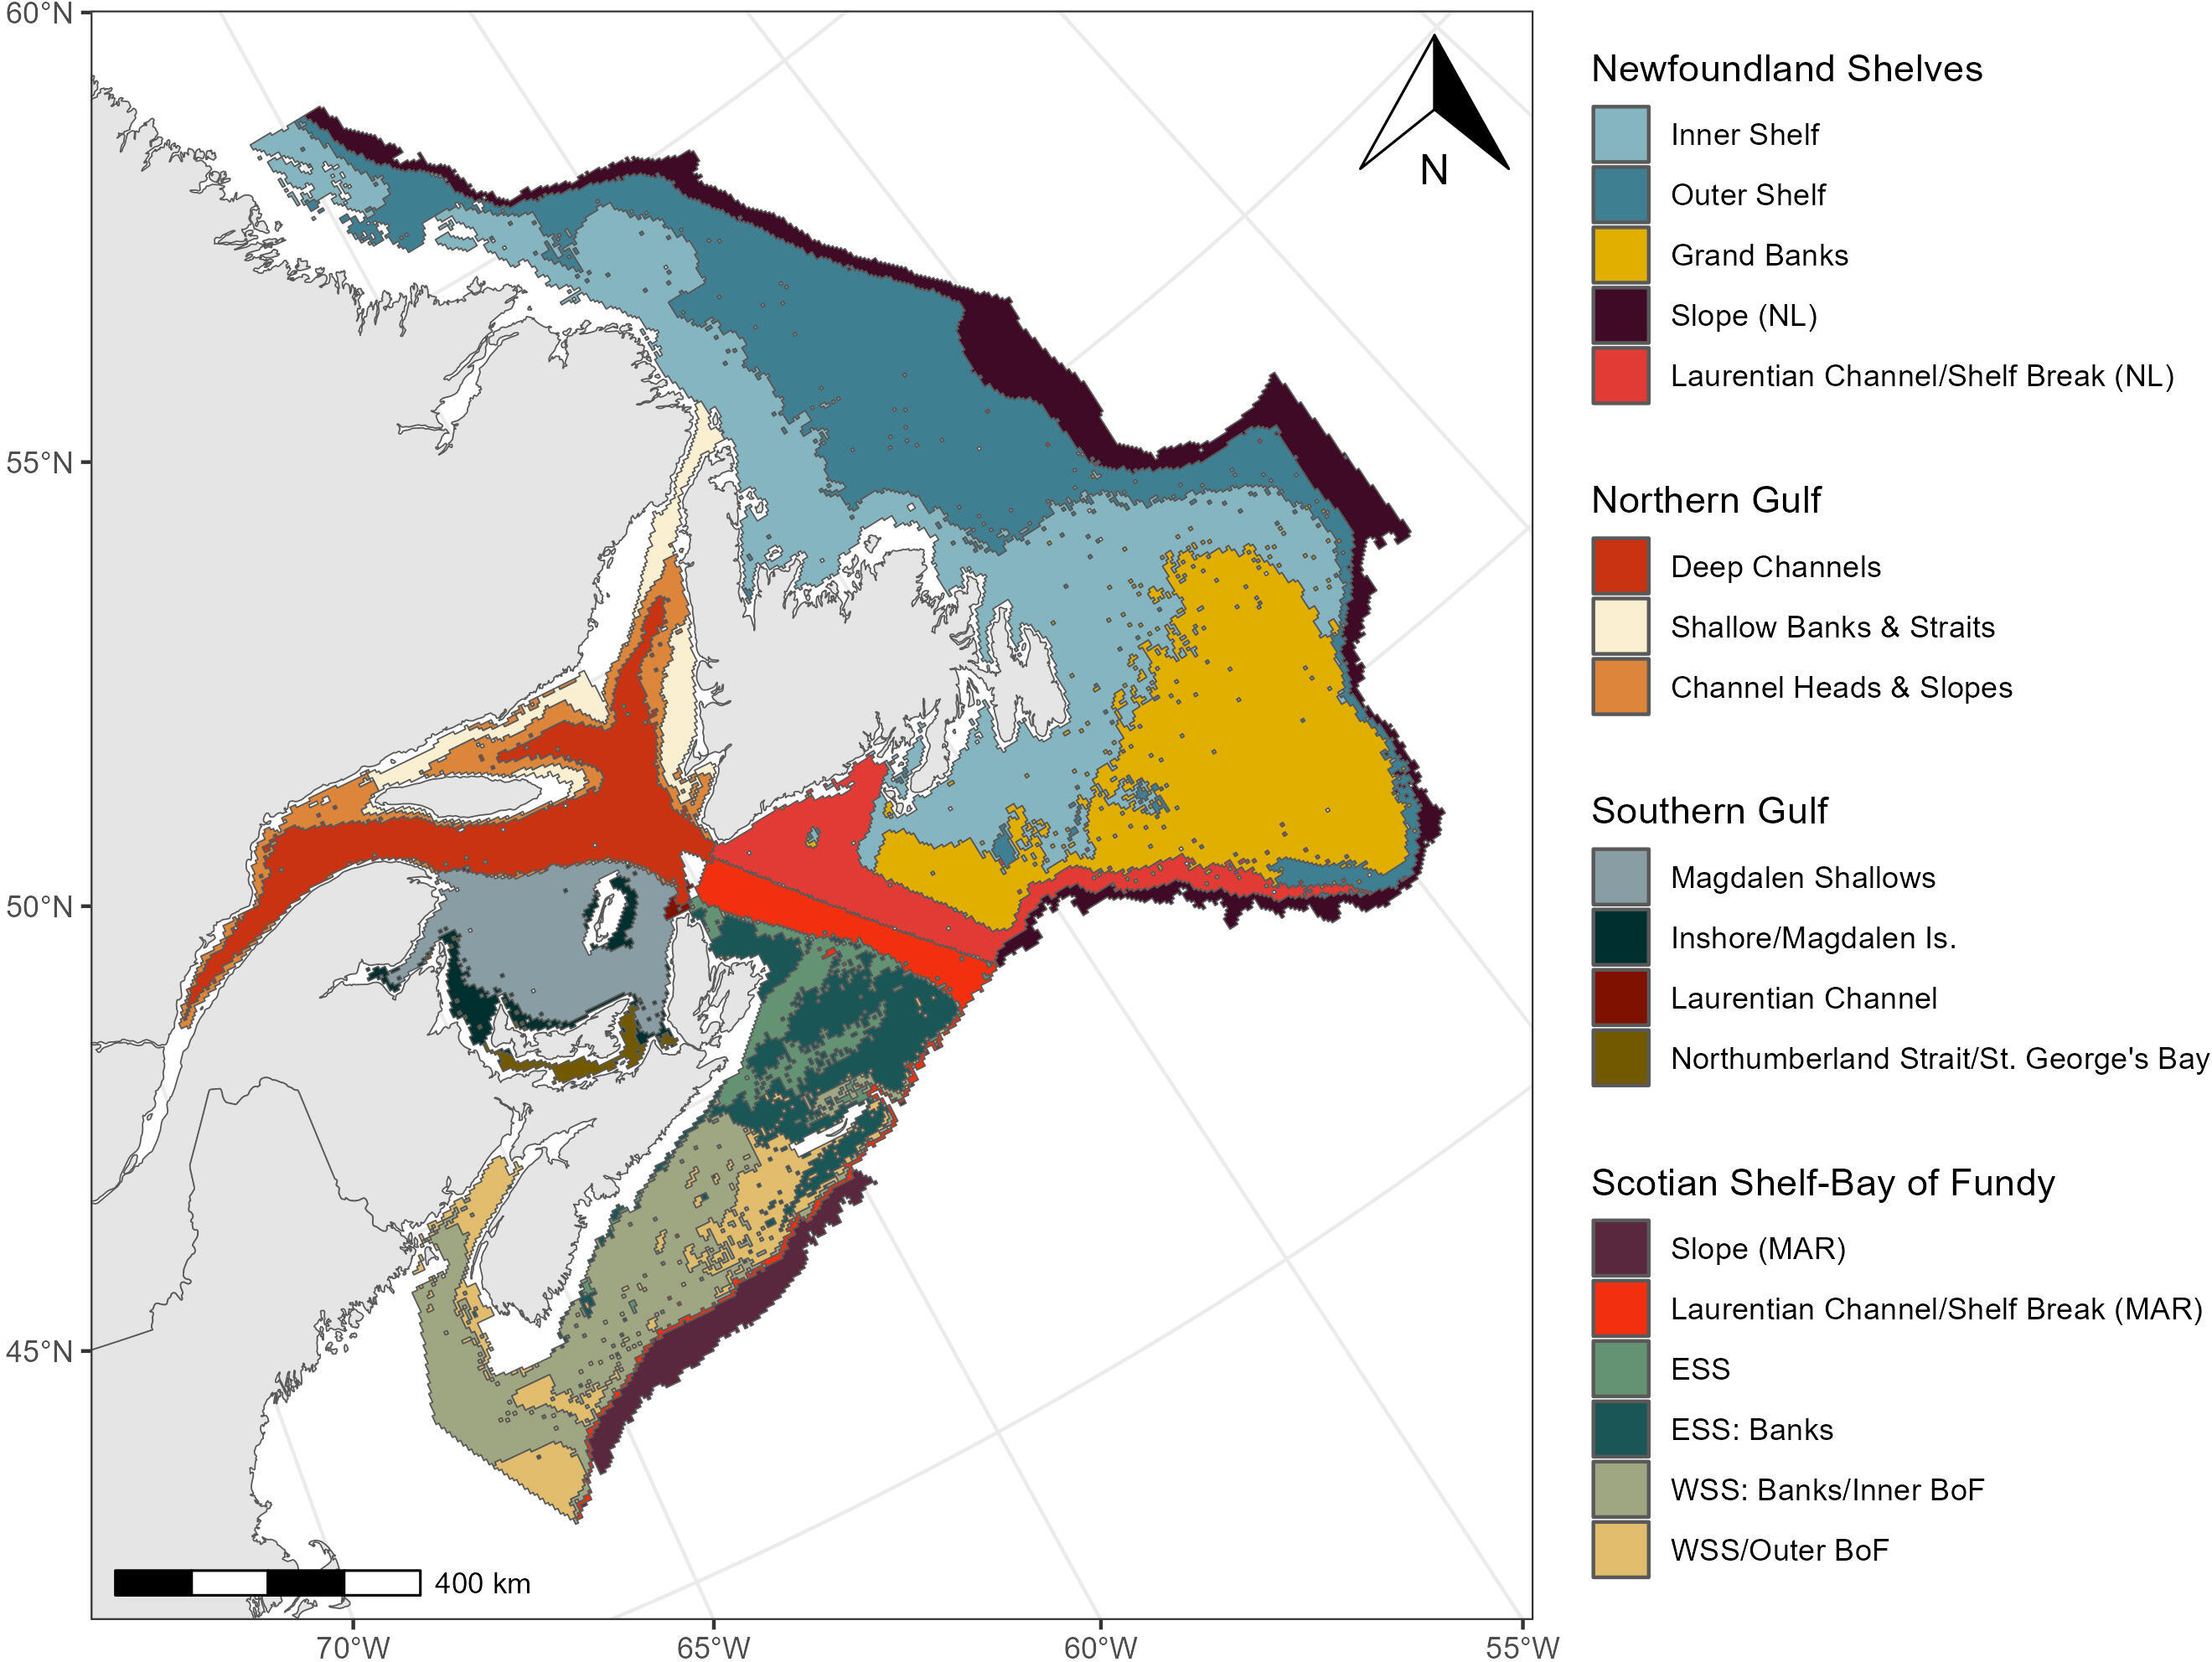 60°N
55°N
50°N
45°N
70°W
65°W
60°W
55°W
N
400 km
Newfoundland Shelves
Inner Shelf
Outer Shelf
Grand Banks
Slope (NL)
Laurentian Channel/Shelf Break (NL)
Northern Gulf
Deep Channels
Shallow Banks & Straits
Channel Heads & Slopes
Southern Gulf
Magdalen Shallows
Inshore/Magdalen Is.
Laurentian Channel
Northumberland Strait/St. George's Bay
Scotian Shelf-Bay of Fundy
Slope (MAR)
Laurentian Channel/Shelf Break (MAR)
ESS
ESS: Banks
WSS: Banks/Inner BoF
WSS/Outer BoF